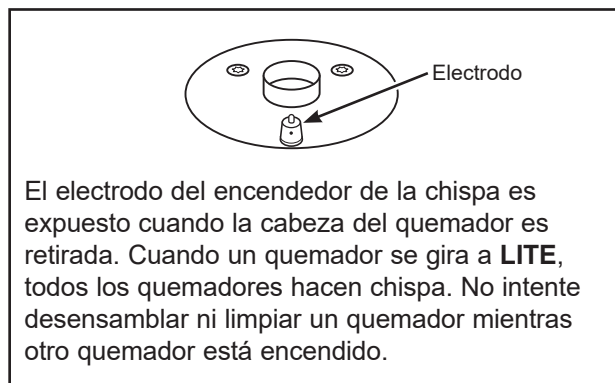 Electrodo
El electrodo del encendedor de la chispa es
expuesto cuando la cabeza del quemador es
retirada. Cuando un quemador se gira a LITE,
todos los quemadores hacen chispa. No intente
desensamblar ni limpiar un quemador mientras
otro quemador está encendido.